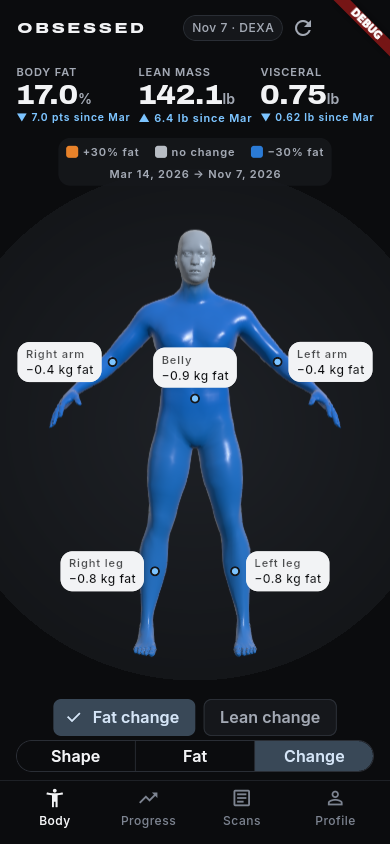 OBSESSED
Nov 7 · DEXA
DEBUG
BODY FAT
17.0%
▼ 7.0 pts since Mar
LEAN MASS
142.1lb
▲ 6.4 lb since Mar
VISCERAL
0.75lb
▼ 0.62 lb since Mar
+30% fat
no change
−30% fat
Mar 14, 2026 → Nov 7, 2026
Right arm
−0.4 kg fat
Belly
−0.9 kg fat
Left arm
−0.4 kg fat
Right leg
−0.8 kg fat
Left leg
−0.8 kg fat
Fat change
Lean change
Shape
Fat
Change
Body
Progress
Scans
Profile